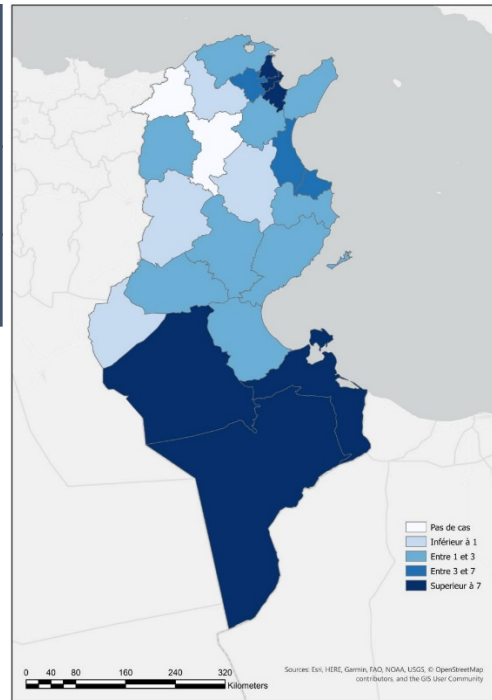 Pas de cas
Inférieur à 1
Entre 1 et 3
Entre 3 et 7
Superieur à 7
0 40 80 160 240 320
Kilometers
Sources: Esri, HERE, Garmin, FAO, NOAA, USGS, © OpenStreetMap
contributors, and the GIS User Community